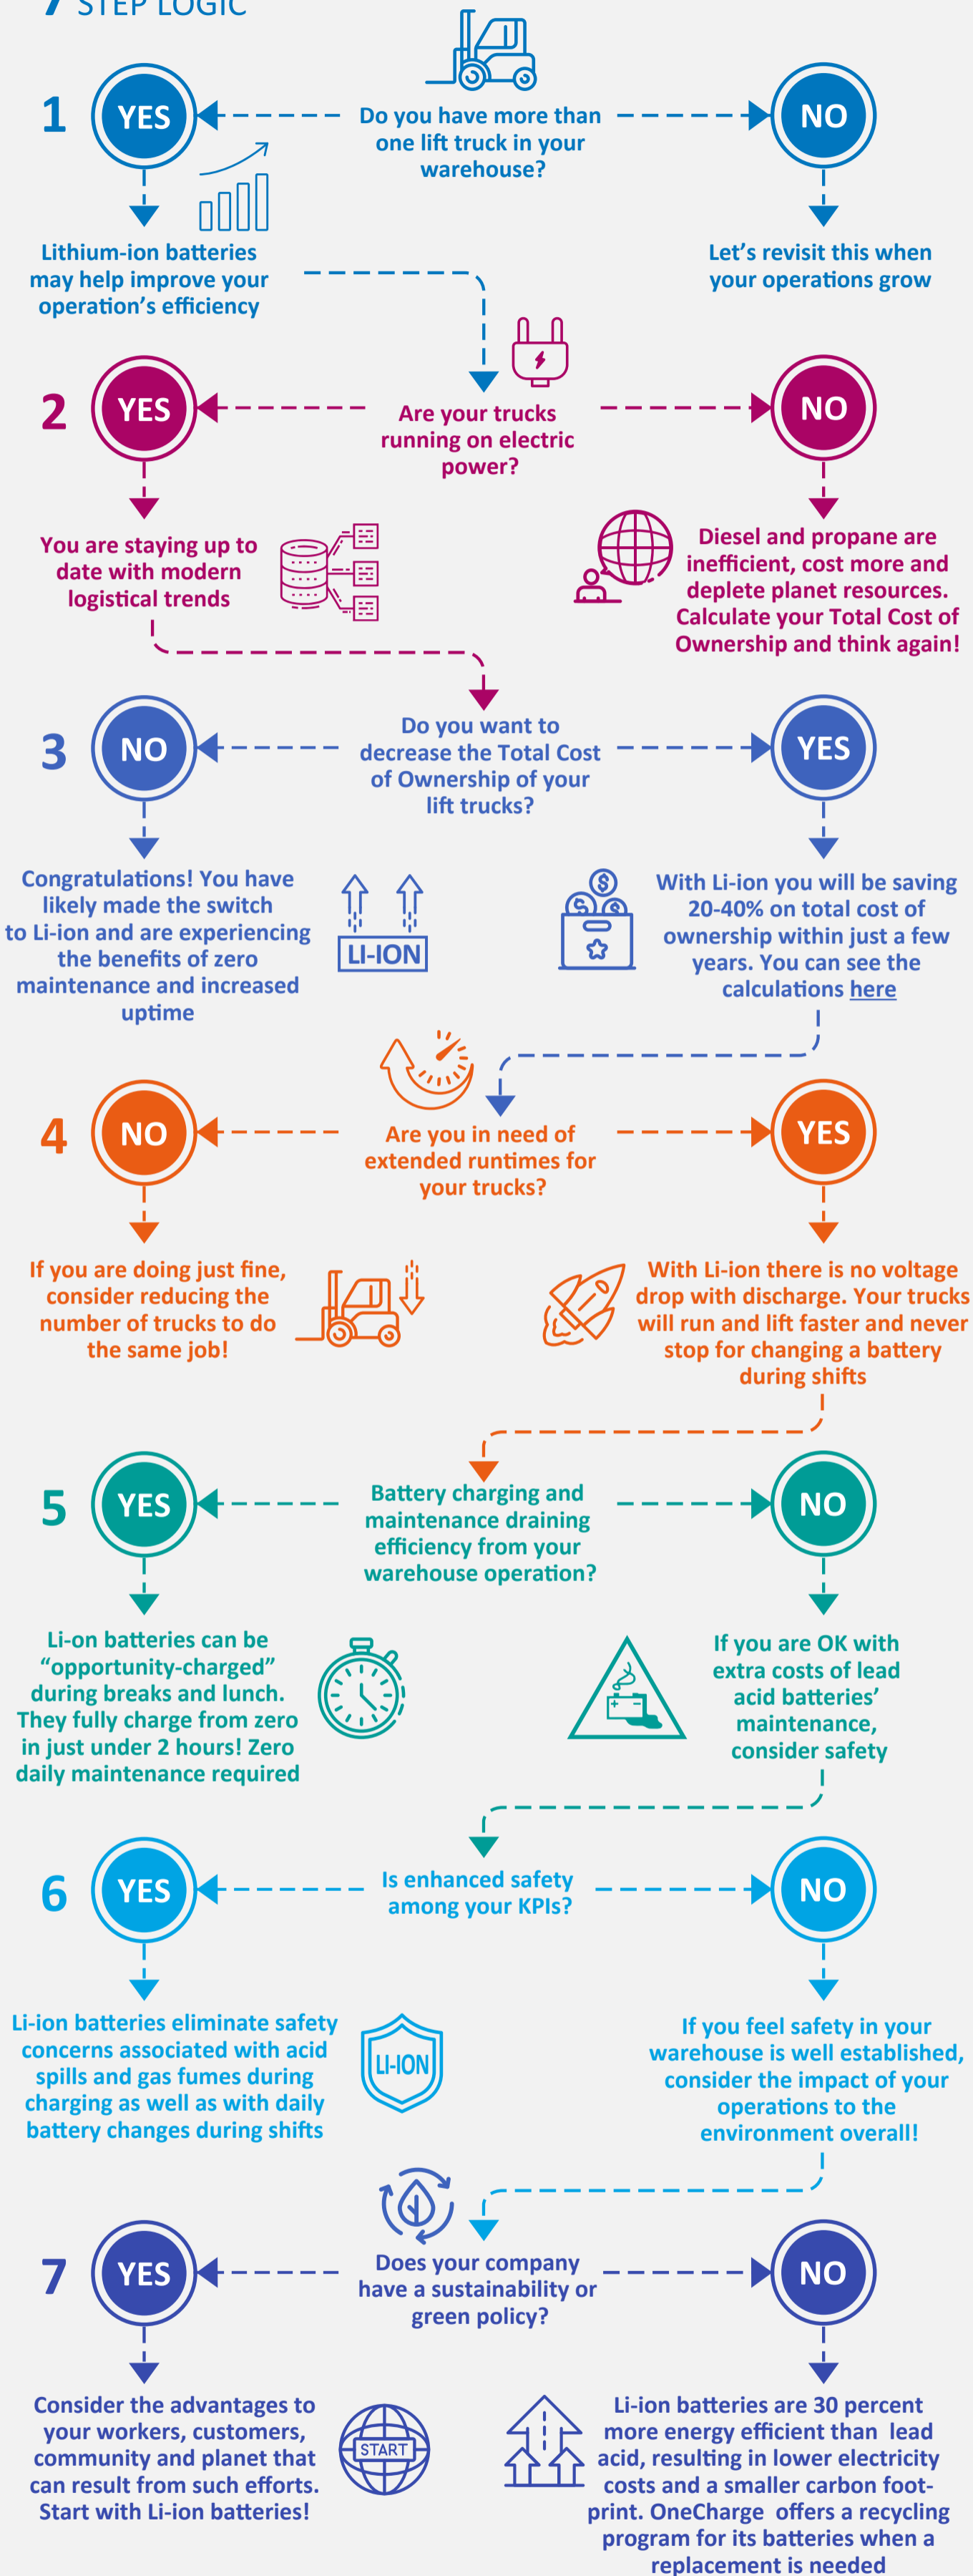 7 STEP LOGIC
1
YES
Do you have more than
one lift truck in your
warehouse?
NO
Lithium-ion batteries
may help improve your
operation's efficiency
Let's revisit this when
your operations grow
2
YES
Are your trucks
running on electric
power?
NO
You are staying up to
date with modern
logistical trends
Diesel and propane are
inefficient, cost more and
deplete planet resources.
Calculate your Total Cost of
Ownership and think again!
3
NO
Do you want to
decrease the Total Cost
of Ownership of your
lift trucks?
YES
Congratulations! You have
likely made the switch
to Li-ion and are experiencing
the benefits of zero
maintenance and increased
uptime
LI-ION
With Li-ion you will be saving
20-40% on total cost of
ownership within just a few
years. You can see the
calculations here
4
NO
Are you in need of
extended runtimes for
your trucks?
YES
If you are doing just fine,
consider reducing the
number of trucks to do
the same job!
With Li-ion there is no voltage
drop with discharge. Your trucks
will run and lift faster and never
stop for changing a battery
during shifts
5
YES
Battery charging and
maintenance draining
efficiency from your
warehouse operation?
NO
Li-on batteries can be
“opportunity-charged”
during breaks and lunch.
They fully charge from zero
in just under 2 hours! Zero
daily maintenance required
If you are OK with
extra costs of lead
acid batteries’
maintenance,
consider safety
6
YES
Is enhanced safety
among your KPIs?
NO
Li-ion batteries eliminate safety
concerns associated with acid
spills and gas fumes during
charging as well as with daily
battery changes during shifts
LI-ION
If you feel safety in your
warehouse is well established,
consider the impact of your
operations to the
environment overall!
7
YES
Does your company
have a sustainability or
green policy?
NO
Consider the advantages to
your workers, customers,
community and planet that
can result from such efforts.
Start with Li-ion batteries!
START
Li-ion batteries are 30 percent
more energy efficient than lead
acid, resulting in lower electricity
costs and a smaller carbon foot-
print. OneCharge offers a recycling
program for its batteries when a
replacement is needed